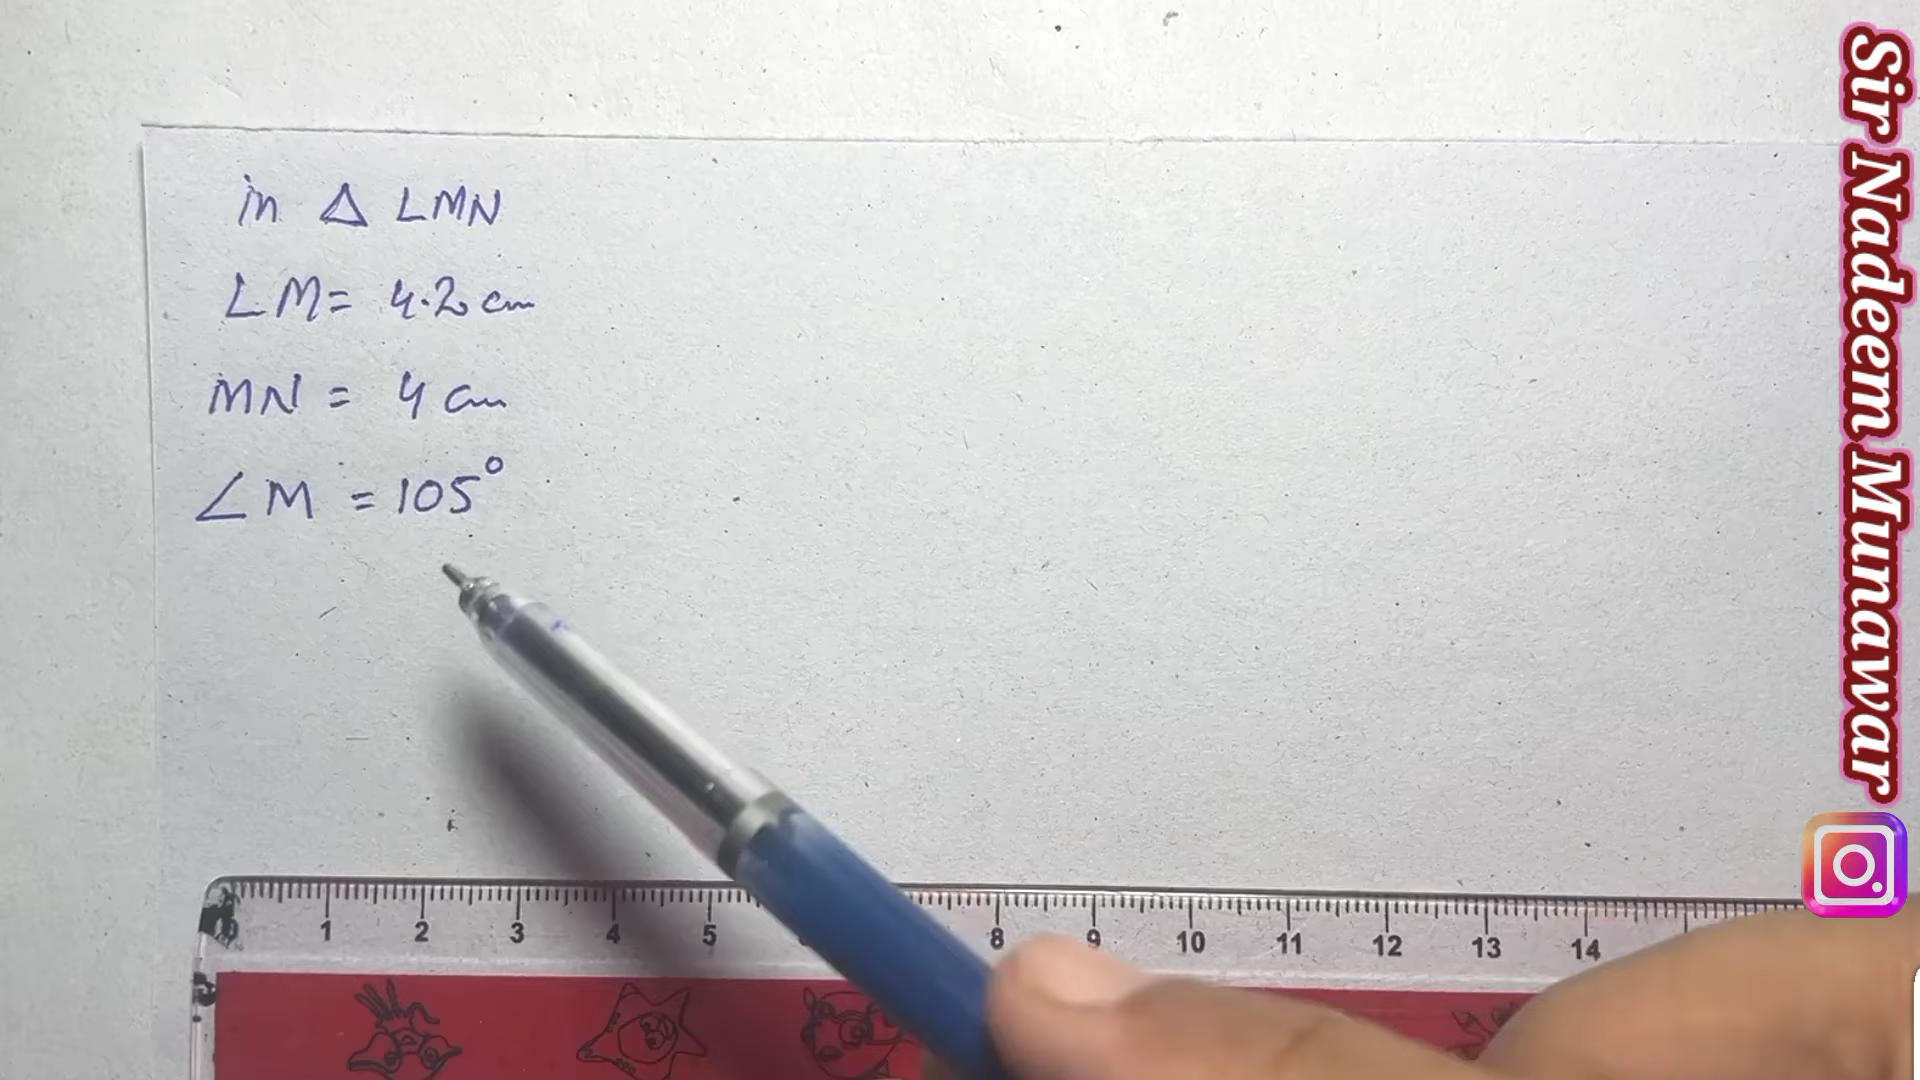 in △ LMN
LM = 4.2 cm
MN = 4 cm
∠M = 105°
0 1 2 3 4 5 8 9 10 11 12 13 14
Sir Nadeem Munawar